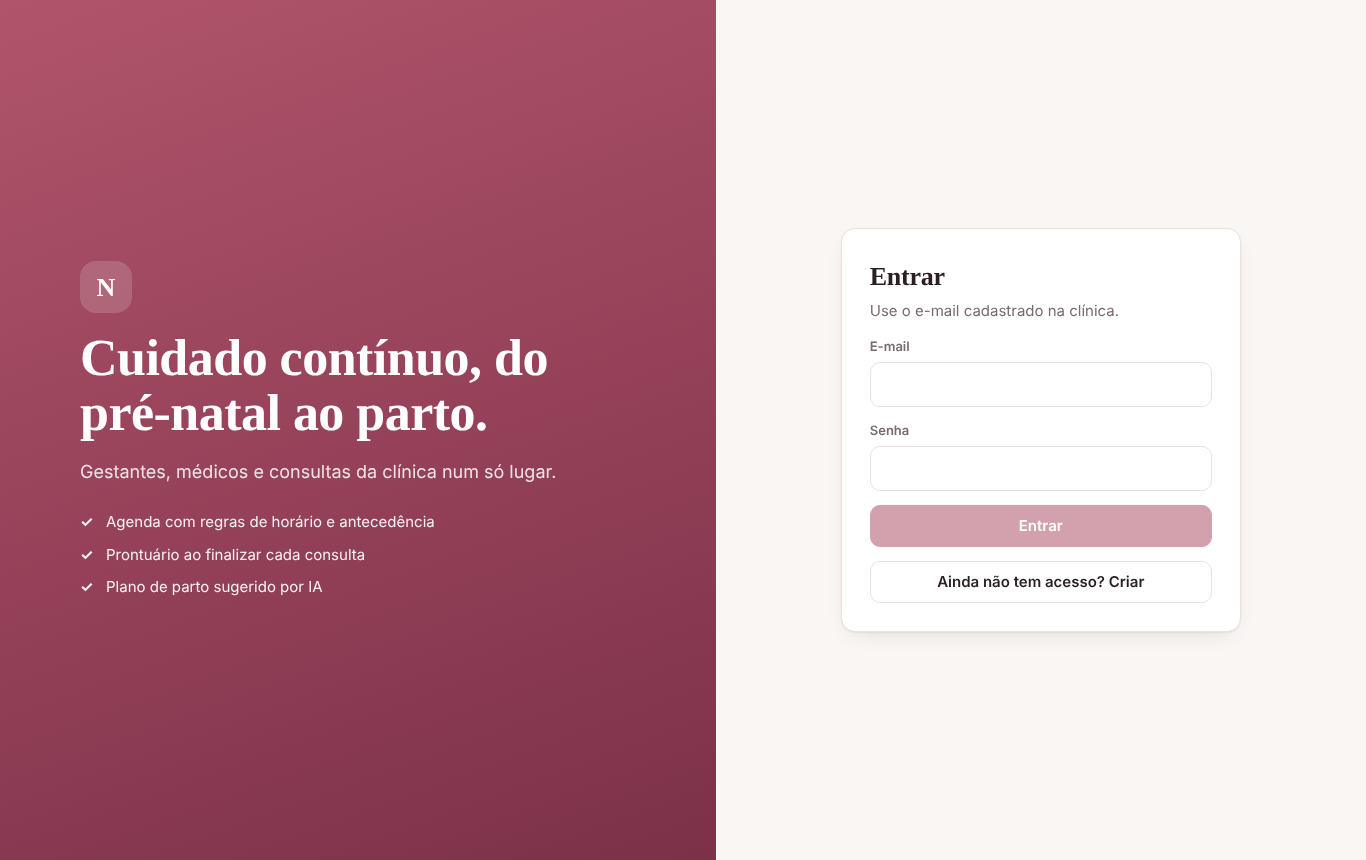 N
Cuidado contínuo, do
pré-natal ao parto.
Gestantes, médicos e consultas da clínica num só lugar.
Agenda com regras de horário e antecedência
Prontuário ao finalizar cada consulta
Plano de parto sugerido por IA
Entrar
Use o e-mail cadastrado na clínica.
E-mail
Senha
Entrar
Ainda não tem acesso? Criar